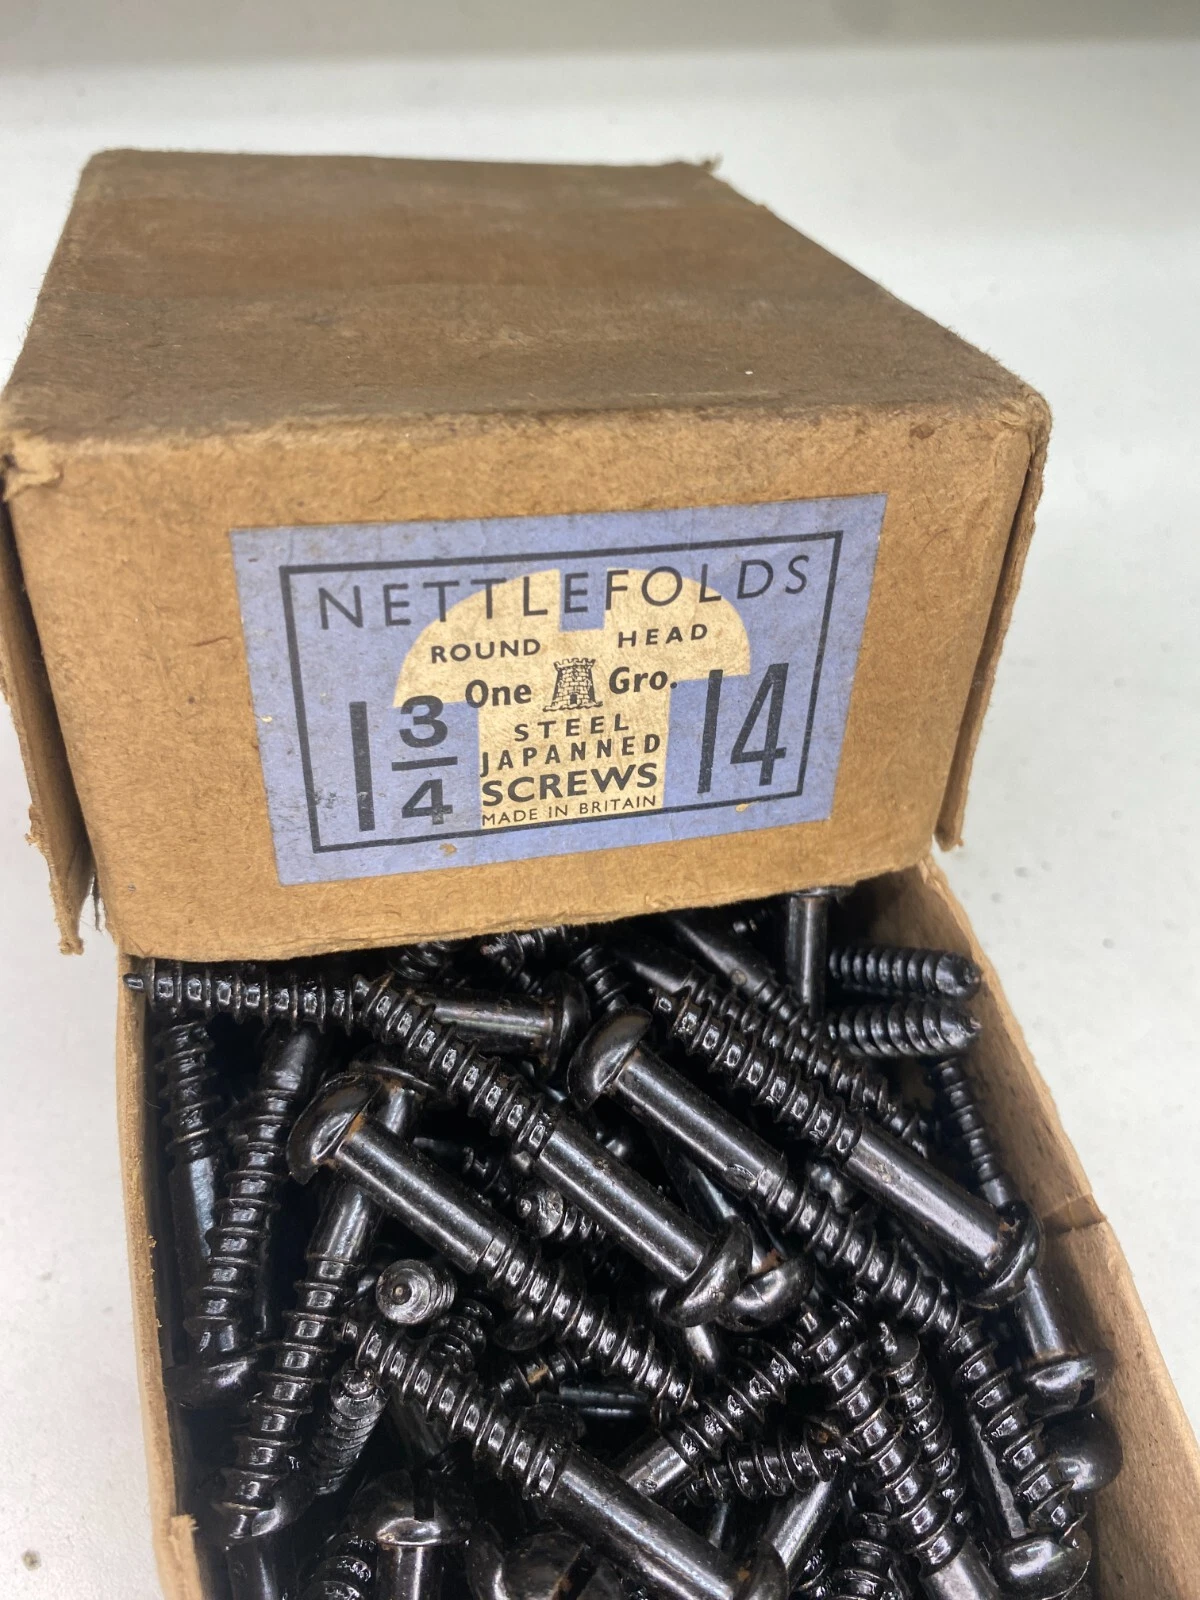 NETTLEFOLDS
ROUND HEAD
One Gro.
1 3/4 14
STEEL
JAPANNED
SCREWS
MADE IN BRITAIN